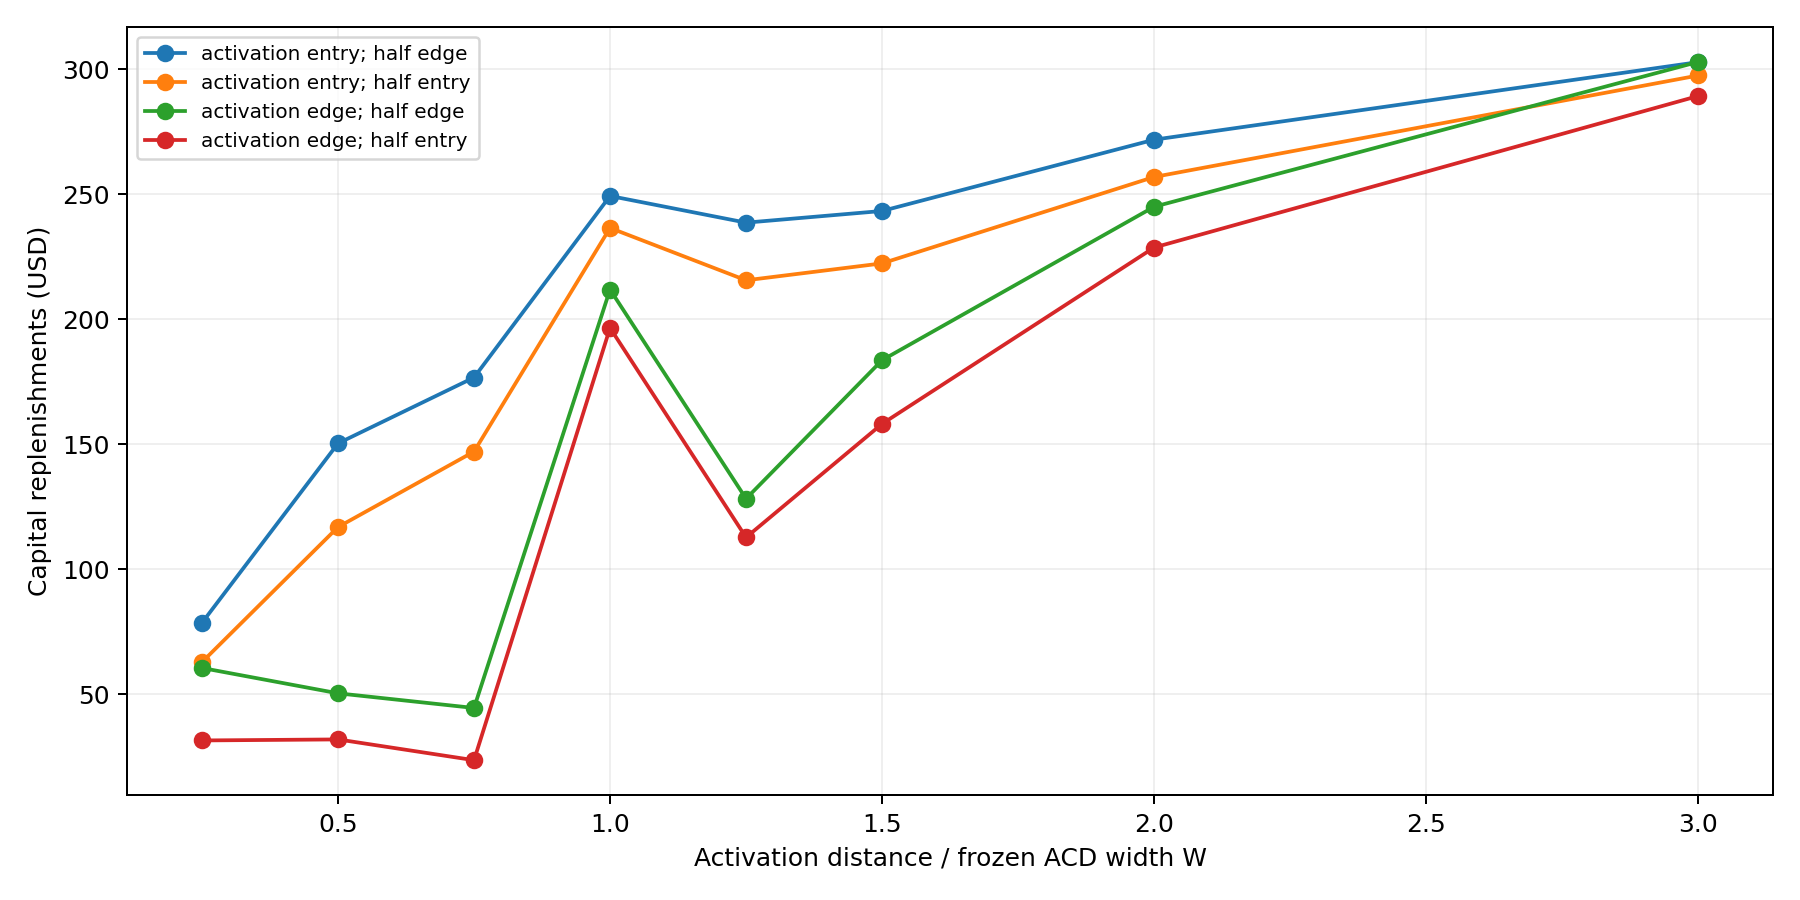 activation entry; half edge
activation entry; half entry
activation edge; half edge
activation edge; half entry
Capital replenishments (USD)
300
250
200
150
100
50
0.5 1.0 1.5 2.0 2.5 3.0
Activation distance / frozen ACD width W